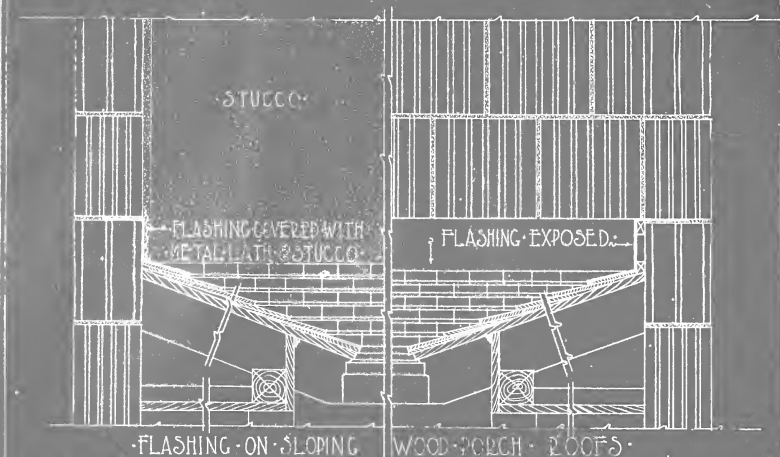 ·STUCCO·
FLASHING COVERED WITH
METAL·LATH·&STUCCO·
FLASHING·EXPOSED·
·FLASHING·ON·SLOPING WOOD·PORCH·ROOFS·